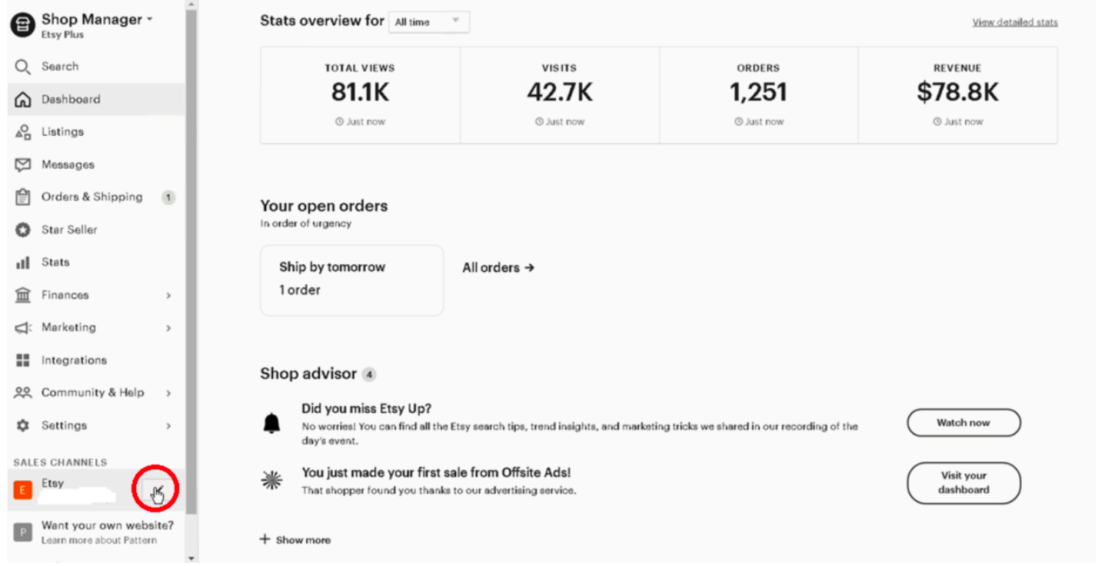 Shop Manager
Etsy Plus
Search
Dashboard
Listings
Messages
Orders & Shipping 1
Star Seller
Stats
Finances
Marketing
Integrations
Community & Help
Settings
SALES CHANNELS
E Etsy
P Want your own website?
Learn more about Pattern
Stats overview for All time
View detailed stats
TOTAL VIEWS VISITS ORDERS REVENUE
81.1K 42.7K 1,251 $78.8K
Just now Just now Just now Just now
Your open orders
In order of urgency
Ship by tomorrow
1 order
All orders →
Shop advisor 4
Did you miss Etsy Up?
No worries! You can find all the Etsy search tips, trend insights, and marketing tricks we shared in our recording of the
day's event.
Watch now
You just made your first sale from Offsite Ads!
That shopper found you thanks to our advertising service.
Visit your
dashboard
+ Show more